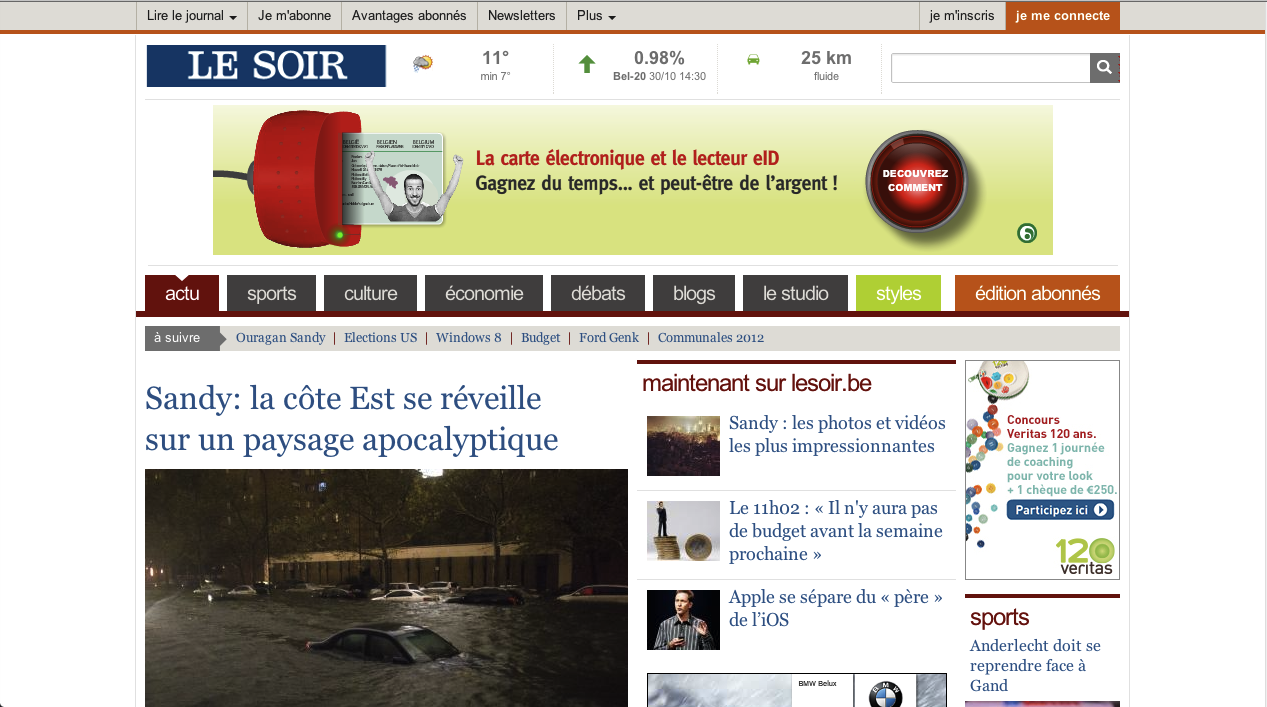 Lire le journal
Je m'abonne
Avantages abonnés
Newsletters
Plus
je m'inscris
je me connecte
LE SOIR
11°
min 7°
0.98%
Bel-20 30/10 14:30
25 km
fluide
BELGIË BELGIEN BELGIUM
La carte électronique et le lecteur eID
Gagnez du temps... et peut-être de l'argent !
DECOUVREZ
COMMENT
actu
sports
culture
économie
débats
blogs
le studio
styles
édition abonnés
à suivre
Ouragan Sandy | Elections US | Windows 8 | Budget | Ford Genk | Communales 2012
Sandy: la côte Est se réveille
sur un paysage apocalyptique
maintenant sur lesoir.be
Sandy : les photos et vidéos
les plus impressionnantes
Le 11h02 : « Il n'y aura pas
de budget avant la semaine
prochaine »
Apple se sépare du « père »
de l'iOS
BMW Belux
BMW
Concours
Veritas 120 ans.
Gagnez 1 journée
de coaching
pour votre look
+ 1 chèque de €250.
Participez ici
120
veritas
sports
Anderlecht doit se
reprendre face à
Gand